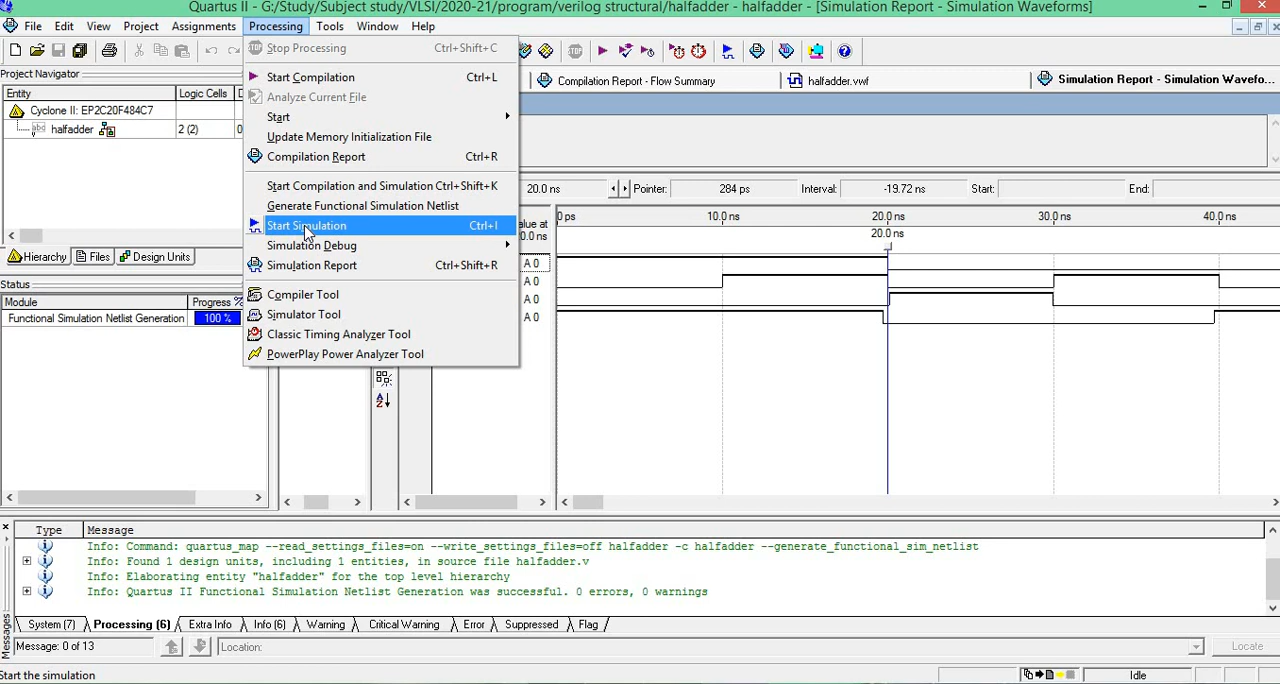 Quartus II - G:/Study/Subject study/VLSI/2020-21/program/verilog structural/halfadder - halfadder - [Simulation Report - Simulation Waveforms]
File Edit View Project Assignments Processing Tools Window Help
Stop Processing Ctrl+Shift+C
Start Compilation Ctrl+L
Analyze Current File
Start
Update Memory Initialization File
Compilation Report Ctrl+R
Start Compilation and Simulation Ctrl+Shift+K
Generate Functional Simulation Netlist
Start Simulation Ctrl+I
Simulation Debug
Simulation Report Ctrl+Shift+R
Compiler Tool
Simulator Tool
Classic Timing Analyzer Tool
PowerPlay Power Analyzer Tool
Project Navigator
Entity Logic Cells D
Cyclone II: EP2C20F484C7
halfadder 2 (2) 0
Hierarchy Files Design Units
Status
Module Progress %
Functional Simulation Netlist Generation 100 %
Compilation Report - Flow Summary halfadder.vwf Simulation Report - Simulation Wavefo...
20.0 ns Pointer: 284 ps Interval: -19.72 ns Start: End:
alue at
0.0 ns
0 ps 10.0 ns 20.0 ns 30.0 ns 40.0 ns
20.0 ns
A 0
A 0
A 0
A 0
Type Message
Info: Command: quartus_map --read_settings_files=on --write_settings_files=off halfadder -c halfadder --generate_functional_sim_netlist
Info: Found 1 design units, including 1 entities, in source file halfadder.v
Info: Elaborating entity "halfadder" for the top level hierarchy
Info: Quartus II Functional Simulation Netlist Generation was successful. 0 errors, 0 warnings
System (7) Processing (6) Extra Info Info (6) Warning Critical Warning Error Suppressed Flag
Messages
Message: 0 of 13 Location: Locate
Start the simulation Idle